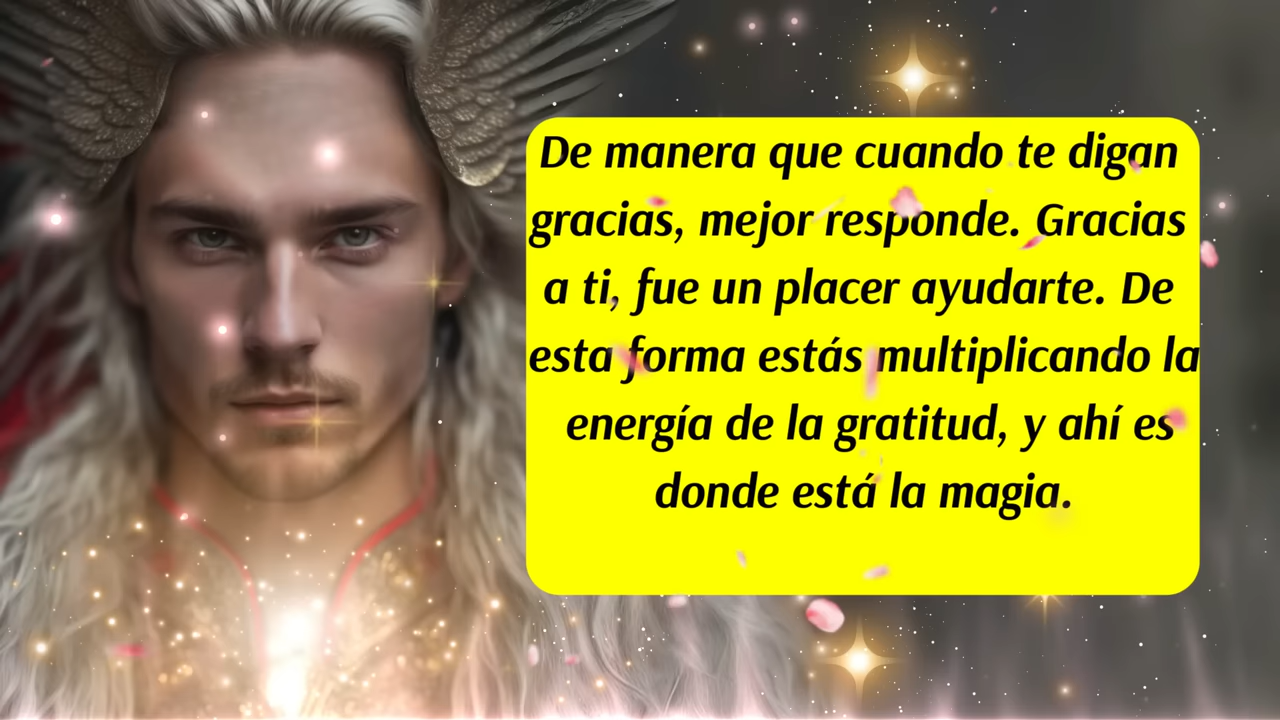 De manera que cuando te digan
gracias, mejor responde. Gracias
a ti, fue un placer ayudarte. De
esta forma estás multiplicando la
energía de la gratitud, y ahí es
donde está la magia.